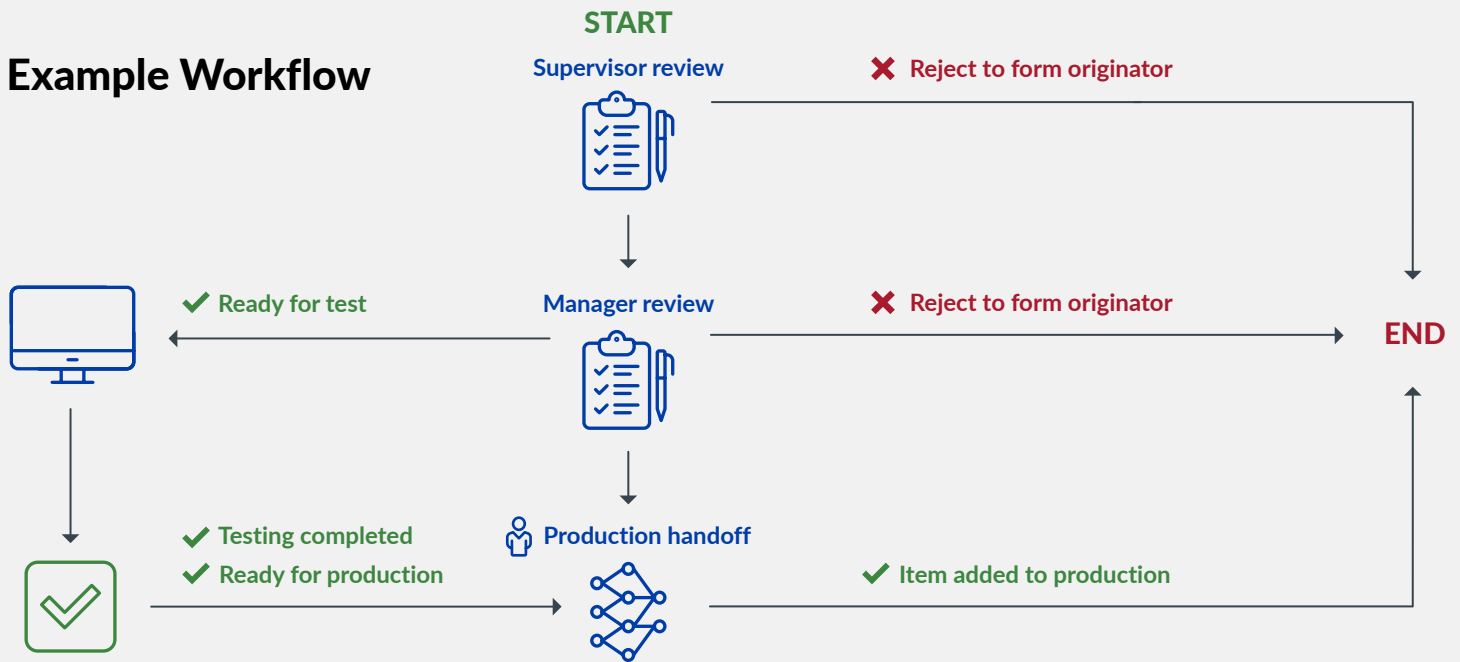 START
Example Workflow
Supervisor review
Reject to form originator
Ready for test
Manager review
Reject to form originator
END
Testing completed
Production handoff
Ready for production
Item added to production